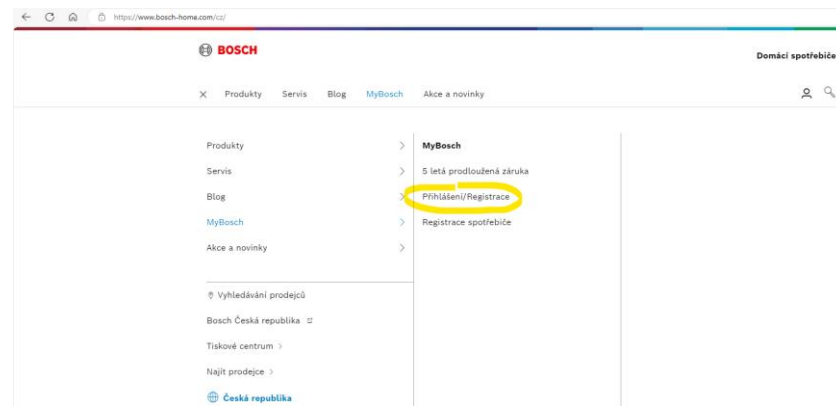 https://www.bosch-home.com/cz/
BOSCH
Domácí spotřebiče
Produkty Servis Blog MyBosch Akce a novinky
Produkty
Servis
Blog
MyBosch
Akce a novinky
MyBosch
5 letá prodloužená záruka
Přihlášení/Registrace
Registrace spotřebiče
Vyhledávání prodejců
Bosch Česká republika
Tiskové centrum
Najít prodejce
Česká republika